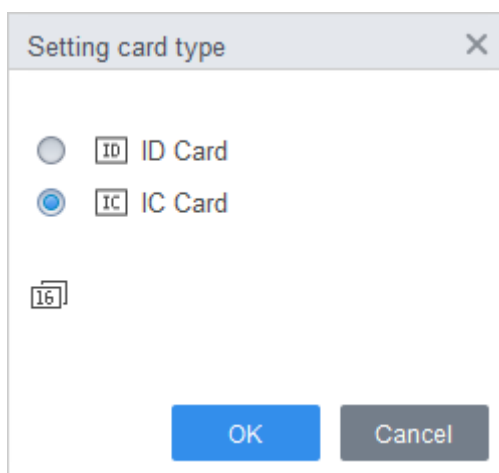 Setting card type
ID ID Card
IC IC Card
16
OK Cancel